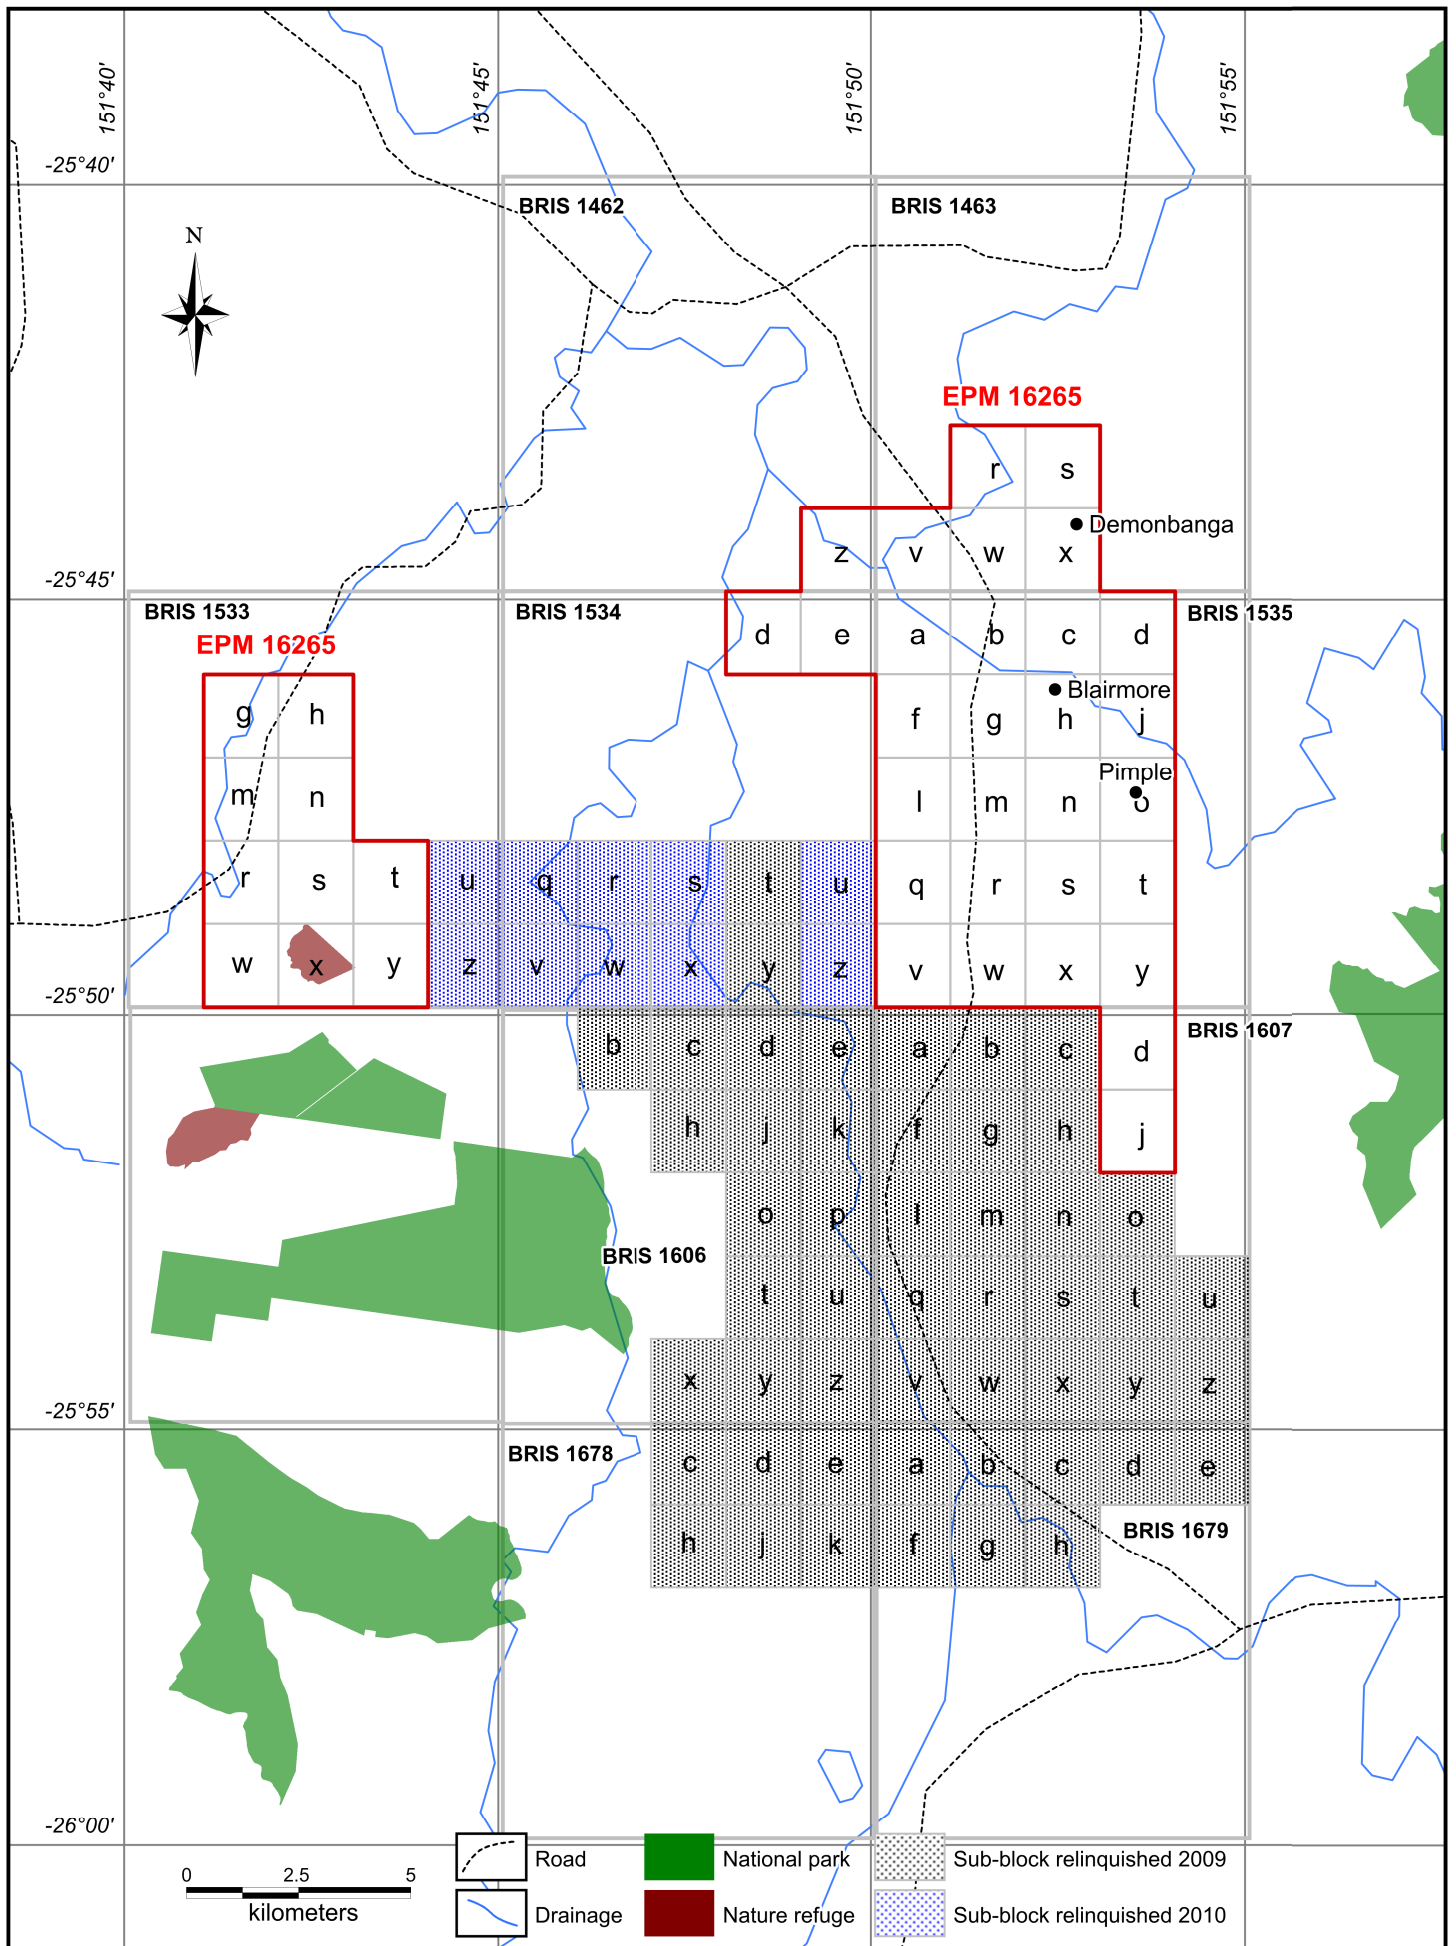 151°40' 151°45' 151°50' 151°55'
-25°40'
BRIS 1462 BRIS 1463
N
EPM 16265
r s
Demonbanga
z v w x
-25°45'
BRIS 1533 BRIS 1534 BRIS 1535
EPM 16265
d e a b c d
Blairmore
g h f g h j
Pimple
m n l m n o
r s t u q r s t u q r s t
w x y z v w x y z v w x y
-25°50'
BRIS 1607
b c d e a b c d
h j k f g h j
o p l m n o
BRIS 1606
t u q r s t u
x y z v w x y z
-25°55'
BRIS 1678
c d e a b c d e
BRIS 1679
h j k f g h
-26°00'
0 2.5 5
kilometers
Road National park Sub-block relinquished 2009
Drainage Nature refuge Sub-block relinquished 2010